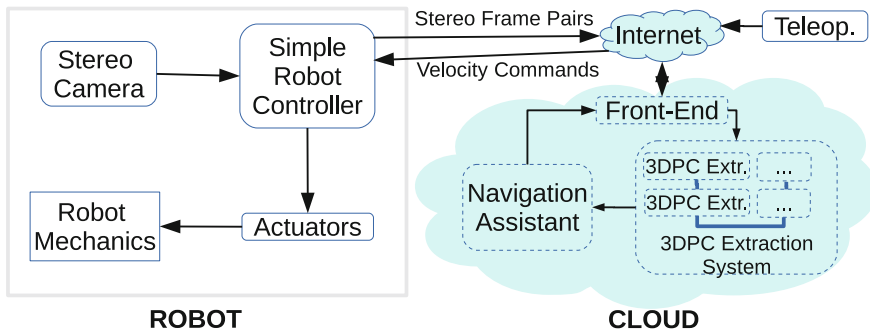 Stereo
Camera
Simple
Robot
Controller
Stereo Frame Pairs
Velocity Commands
Internet
Teleop.
Front-End
3DPC Extr.
...
3DPC Extr.
...
3DPC Extraction
System
Navigation
Assistant
Robot
Mechanics
Actuators
ROBOT
CLOUD